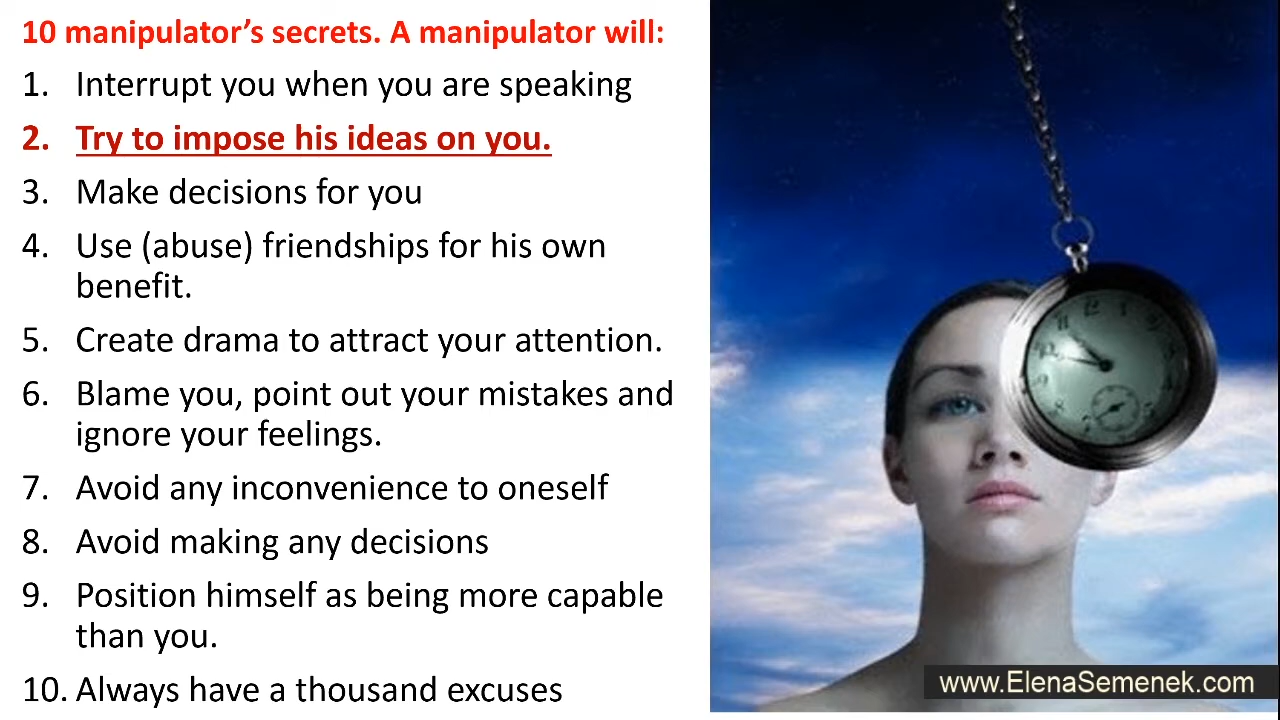 10 manipulator’s secrets. A manipulator will:
1. Interrupt you when you are speaking
2. Try to impose his ideas on you.
3. Make decisions for you
4. Use (abuse) friendships for his own
benefit.
5. Create drama to attract your attention.
6. Blame you, point out your mistakes and
ignore your feelings.
7. Avoid any inconvenience to oneself
8. Avoid making any decisions
9. Position himself as being more capable
than you.
10. Always have a thousand excuses
www.ElenaSemenek.com